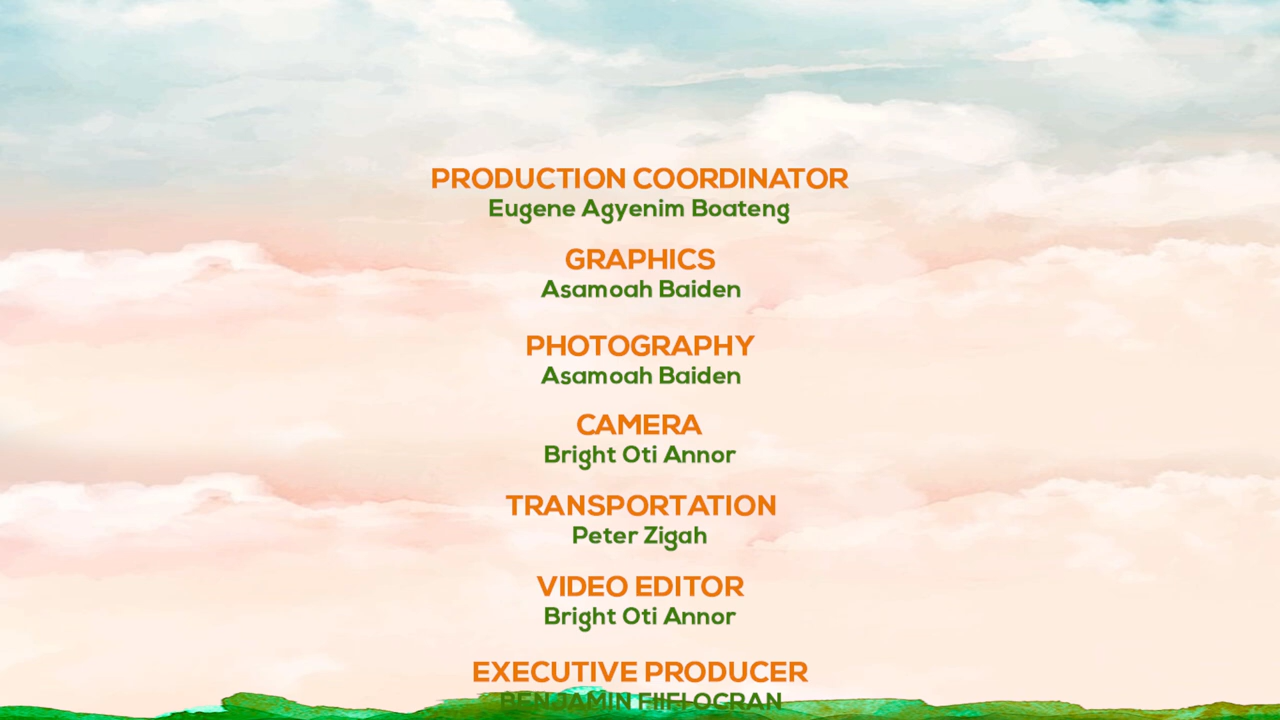 PRODUCTION COORDINATOR
Eugene Agyenim Boateng
GRAPHICS
Asamoah Baiden
PHOTOGRAPHY
Asamoah Baiden
CAMERA
Bright Oti Annor
TRANSPORTATION
Peter Zigah
VIDEO EDITOR
Bright Oti Annor
EXECUTIVE PRODUCER
BENJAMIN